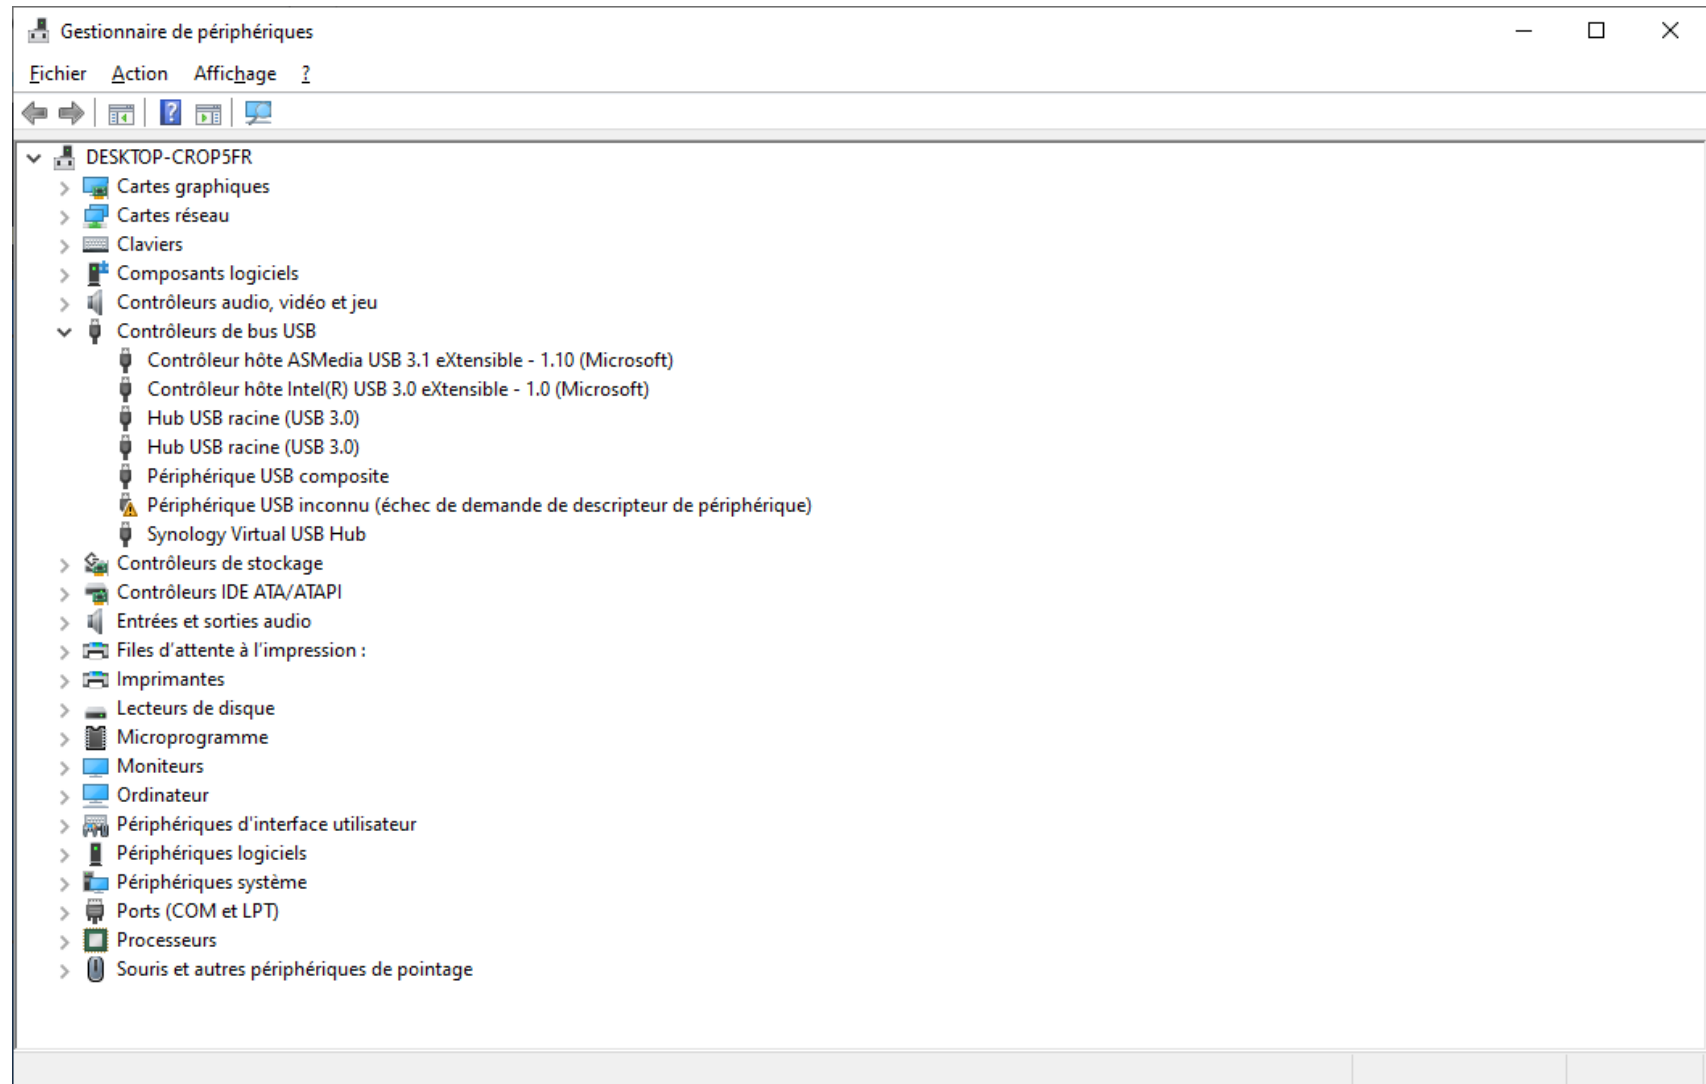 Gestionnaire de périphériques
Fichier Action Affichage ?
DESKTOP-CROP5FR
Cartes graphiques
Cartes réseau
Claviers
Composants logiciels
Contrôleurs audio, vidéo et jeu
Contrôleurs de bus USB
Contrôleur hôte ASMedia USB 3.1 eXtensible - 1.10 (Microsoft)
Contrôleur hôte Intel(R) USB 3.0 eXtensible - 1.0 (Microsoft)
Hub USB racine (USB 3.0)
Hub USB racine (USB 3.0)
Périphérique USB composite
Périphérique USB inconnu (échec de demande de descripteur de périphérique)
Synology Virtual USB Hub
Contrôleurs de stockage
Contrôleurs IDE ATA/ATAPI
Entrées et sorties audio
Files d'attente à l'impression :
Imprimantes
Lecteurs de disque
Microprogramme
Moniteurs
Ordinateur
Périphériques d'interface utilisateur
Périphériques logiciels
Périphériques système
Ports (COM et LPT)
Processeurs
Souris et autres périphériques de pointage